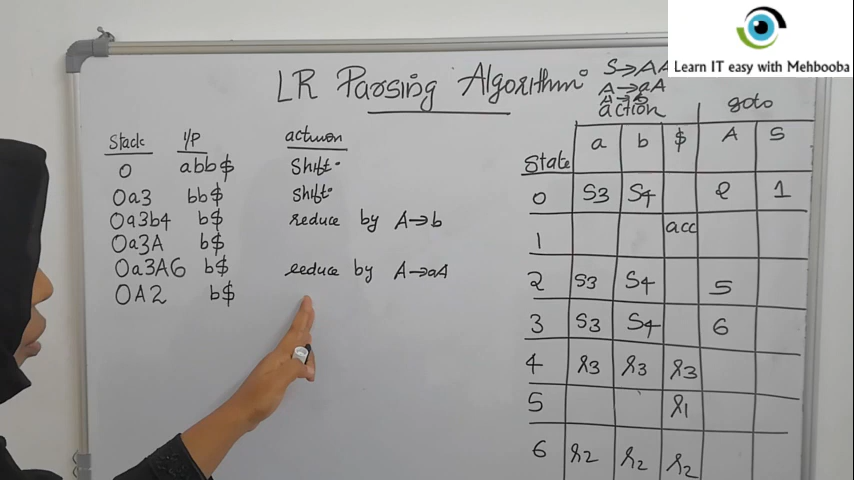 Learn IT easy with Mehbooba
LR Parsing Algorithm:
S→AA
A→aA
A→b
action goto
Stack I/P action
State a b $ A S
0 abb$ Shift
0a3 bb$ Shift
0a3b4 b$ reduce by A→b
0a3A b$
0a3A6 b$ reduce by A→aA
0A2 b$
0 S3 S4 2 1
1 acc
2 S3 S4 5
3 S3 S4 6
4 r3 r3 r3
5 r1
6 r2 r2 r2